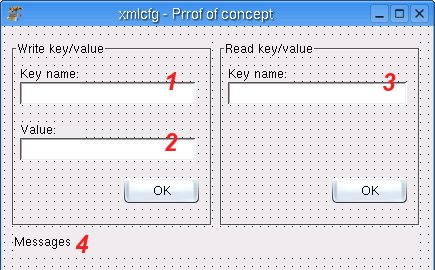 xmlcfg - Prrof of concept
Write key/value
Key name:
1
Value:
2
OK
Read key/value
Key name:
3
OK
Messages 4